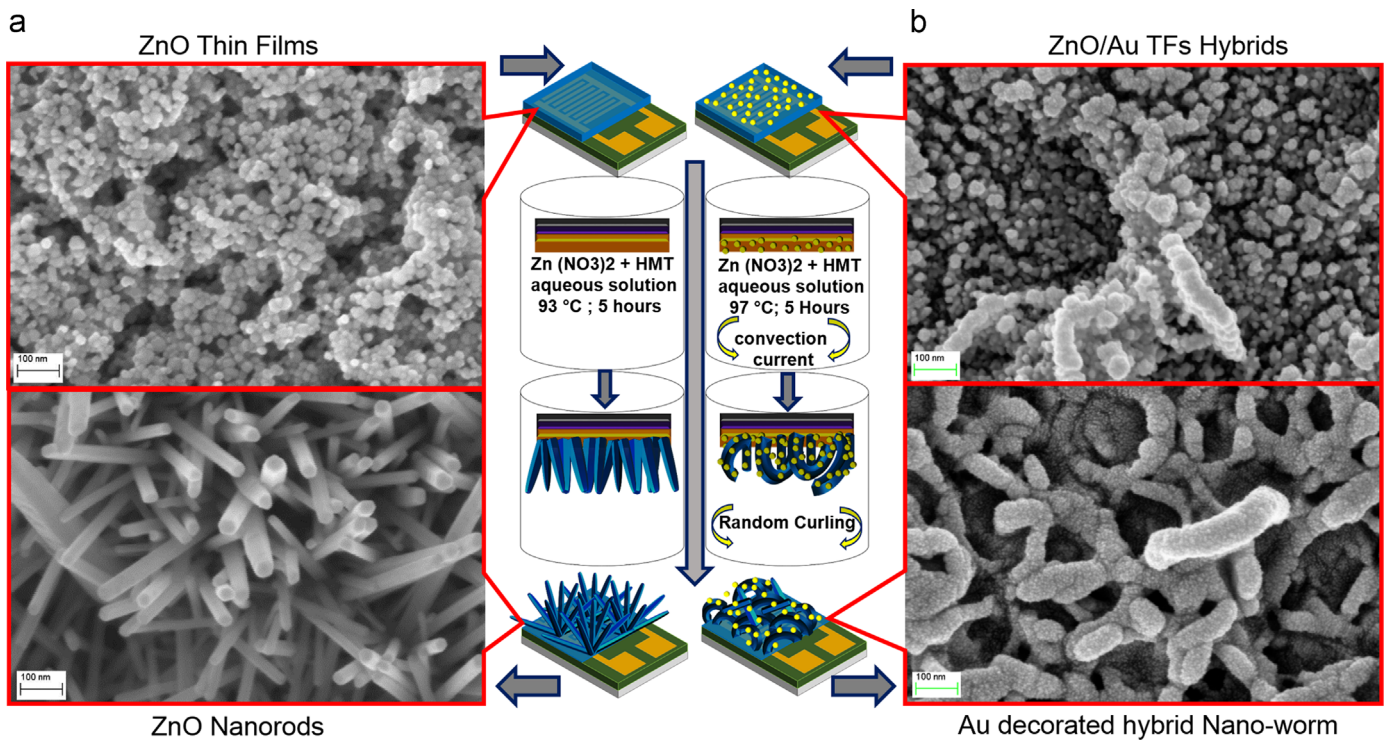 a
ZnO Thin Films
100 nm
100 nm
ZnO Nanorods
Zn (NO3)2 + HMT
aqueous solution
93 °C ; 5 hours
Zn (NO3)2 + HMT
aqueous solution
97 °C; 5 Hours
convection
current
Random Curling
b
ZnO/Au TFs Hybrids
100 nm
100 nm
Au decorated hybrid Nano-worm